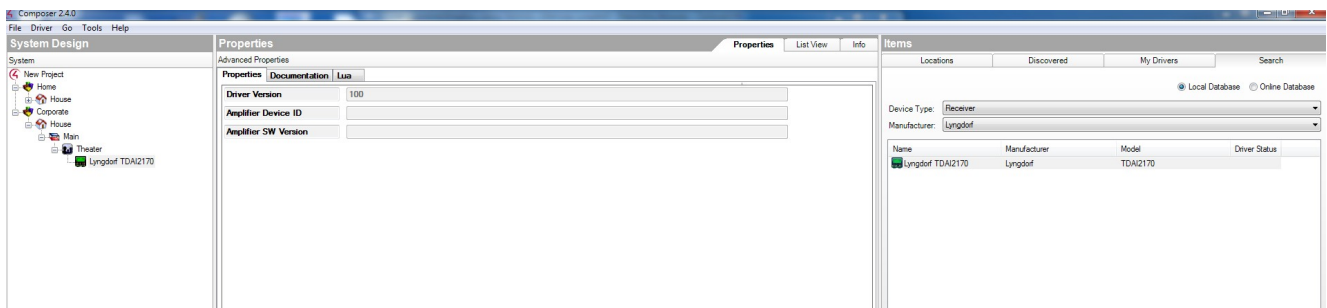 Composer 2.4.0
File Driver Go Tools Help
System Design
System
New Project
Home
House
Corporate
House
Main
Theater
Lyngdorf TDAI2170
Properties
Properties List View Info
Advanced Properties
Properties Documentation Lua
Driver Version 100
Amplifier Device ID
Amplifier SW Version
Items
Locations Discovered My Drivers Search
Local Database Online Database
Device Type: Receiver
Manufacturer: Lyngdorf
Name Manufacturer Model Driver Status
Lyngdorf TDAI2170 Lyngdorf TDAI2170